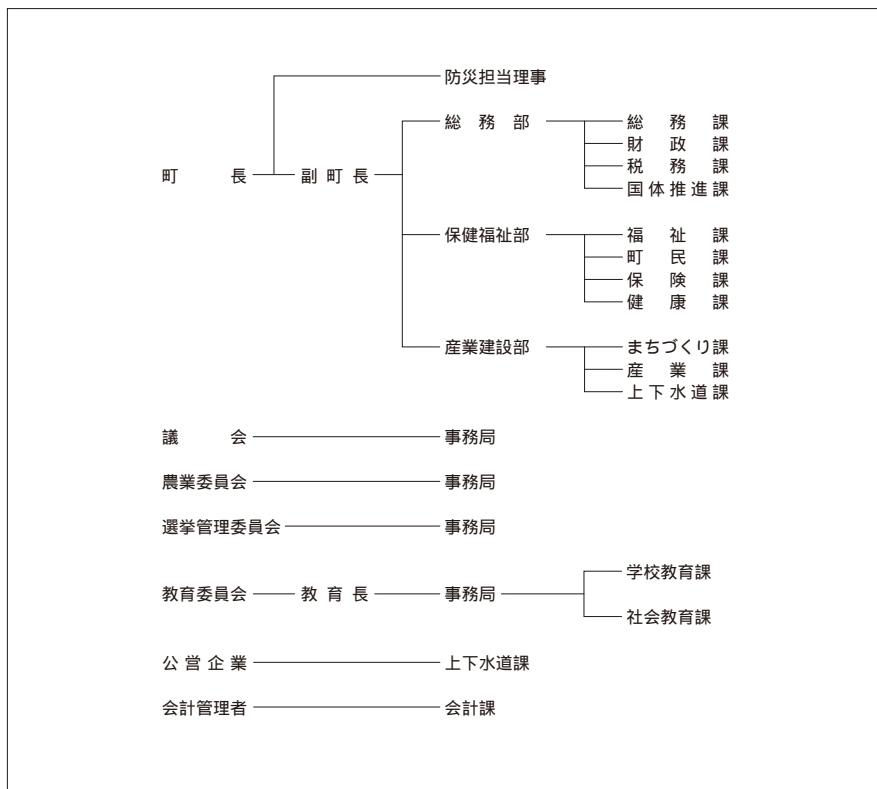 防災担当理事
総務部 総務課
財政課
税務課
町長 副町長
国体推進課
保健福祉部 福祉課
町民課
保険課
健康課
産業建設部 まちづくり課
産業課
上下水道課
議会 事務局
農業委員会 事務局
選挙管理委員会 事務局
学校教育課
教育委員会 教育長 事務局
社会教育課
公営企業 上下水道課
会計管理者 会計課